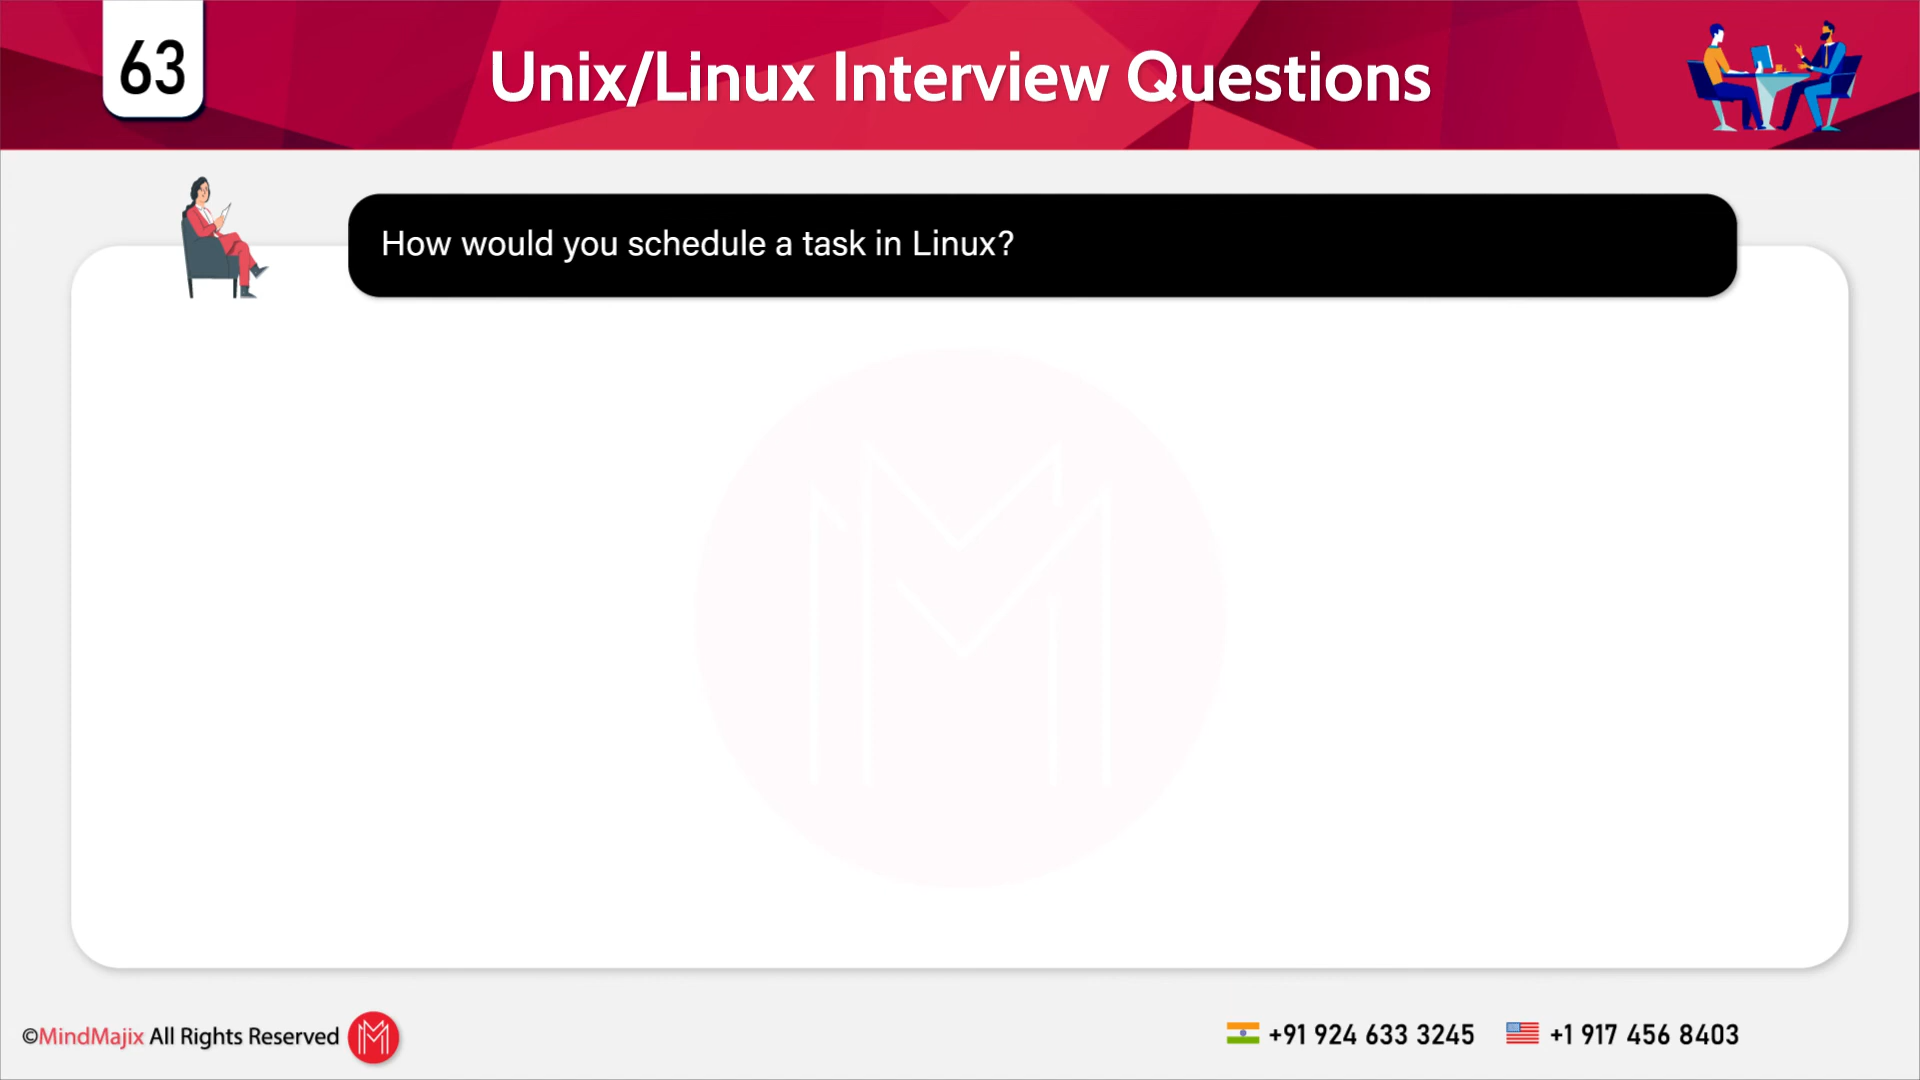 63
Unix/Linux Interview Questions
How would you schedule a task in Linux?
©MindMajix All Rights Reserved
+91 924 633 3245
+1 917 456 8403